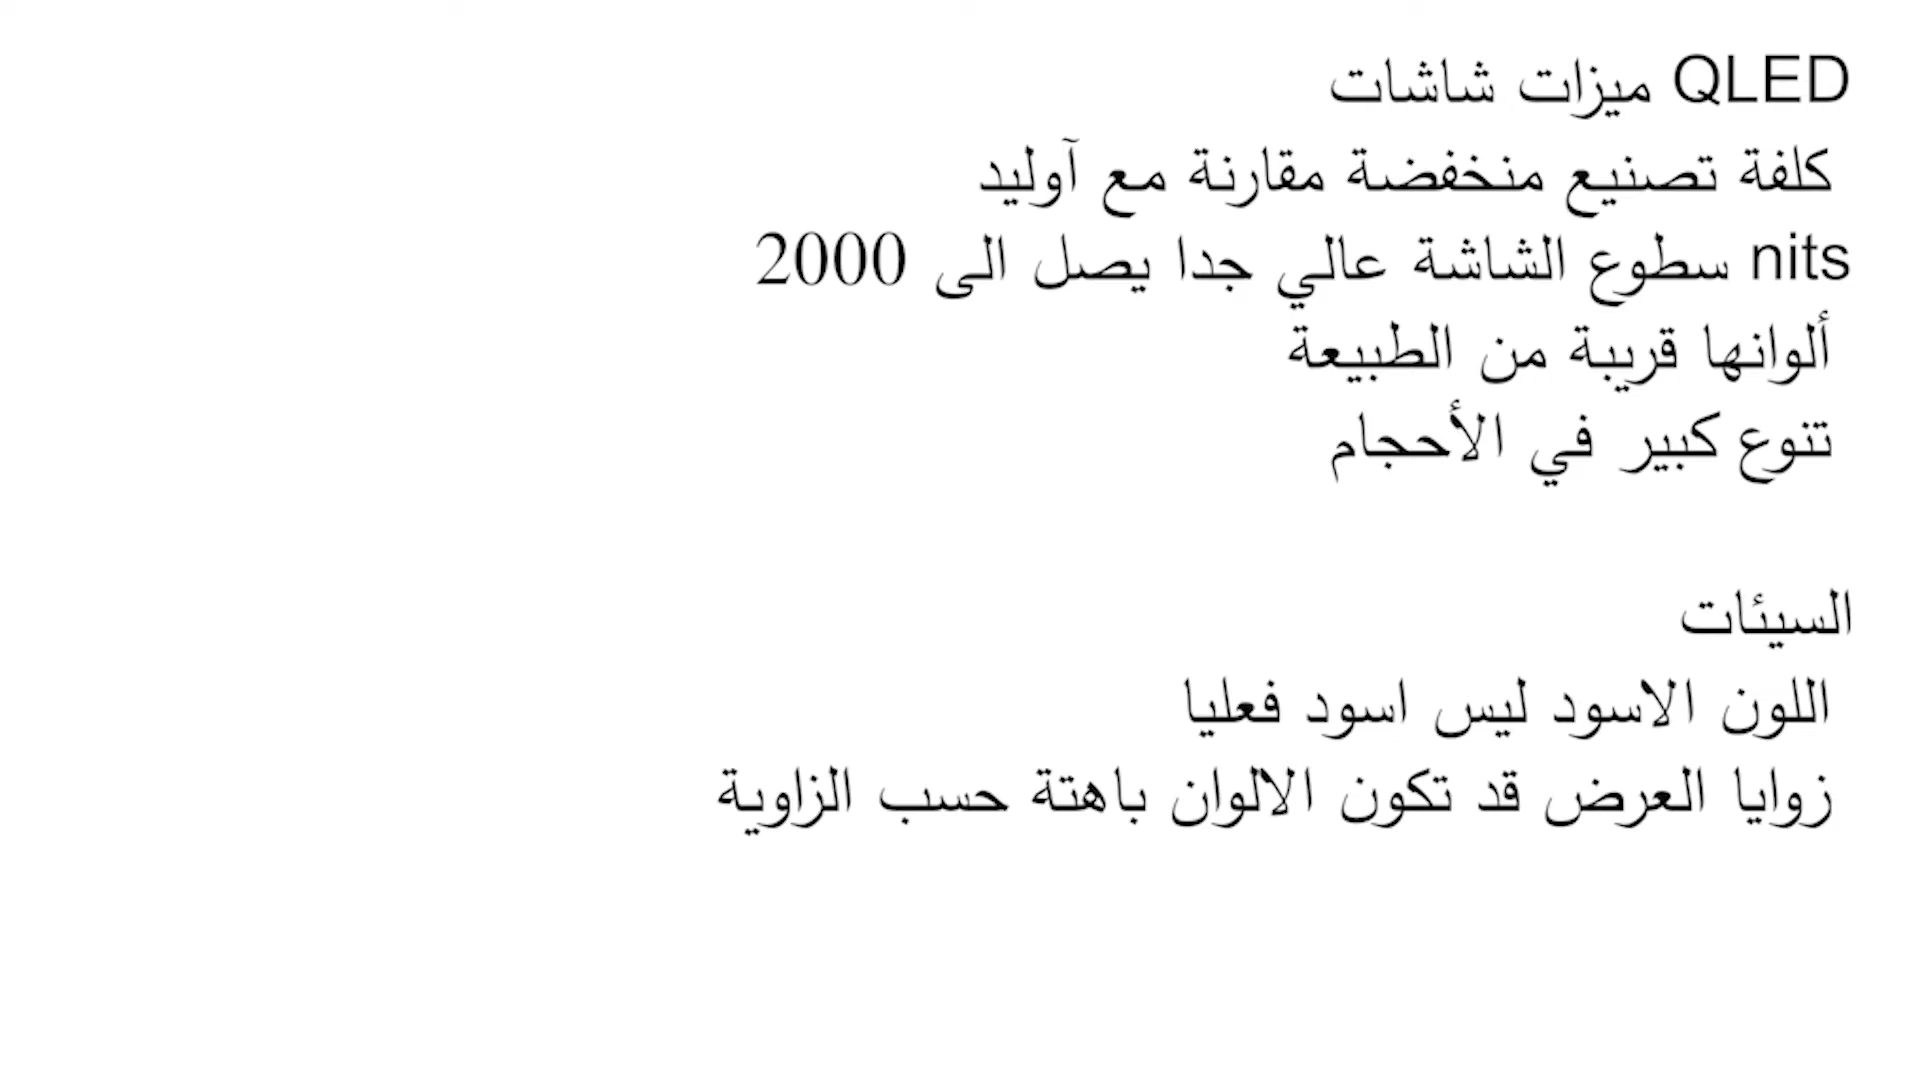 ميزات شاشات QLED
كلفة تصنيع منخفضة مقارنة مع آوليد
سطوع الشاشة عالي جدا يصل الى 2000 nits
ألوانها قريبة من الطبيعة
تنوع كبير في الأحجام
السيئات
اللون الاسود ليس اسود فعليا
زوايا العرض قد تكون الالوان باهتة حسب الزاوية